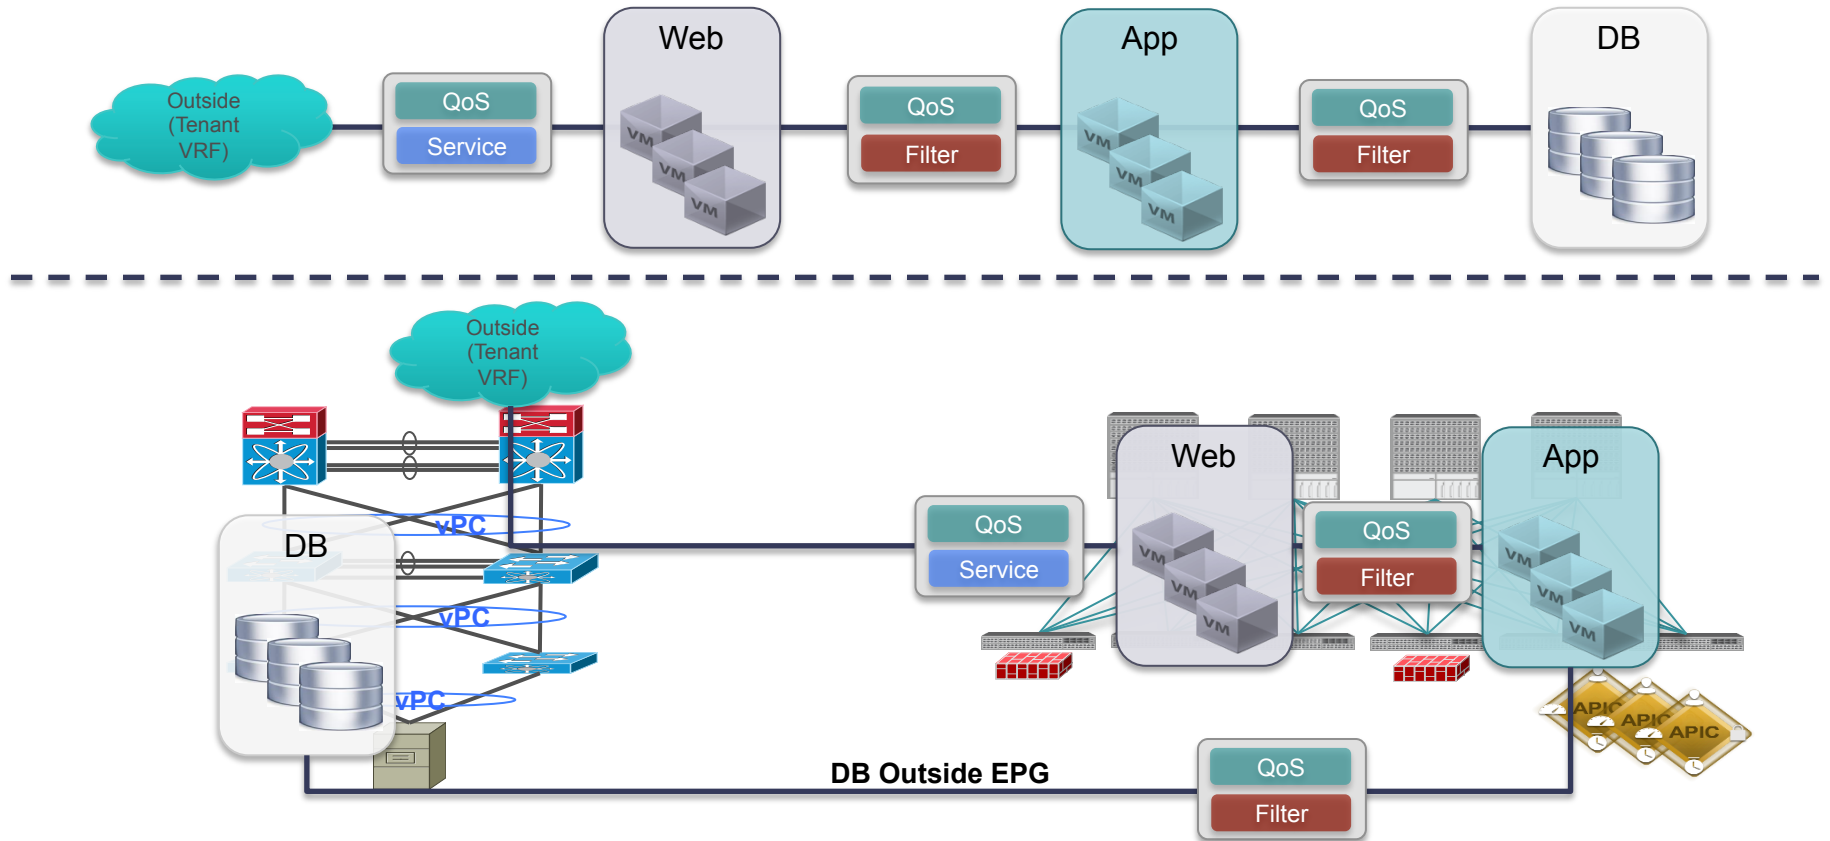 Web
App
DB
Outside
(Tenant
VRF)
QoS
Service
QoS
Filter
QoS
Filter
VM
VM
VM
VM
VM
VM
Outside
(Tenant
VRF)
Web
App
vPC
DB
QoS
Service
QoS
Filter
VM
VM
VM
VM
VM
VM
vPC
vPC
APIC
APIC
APIC
DB Outside EPG
QoS
Filter